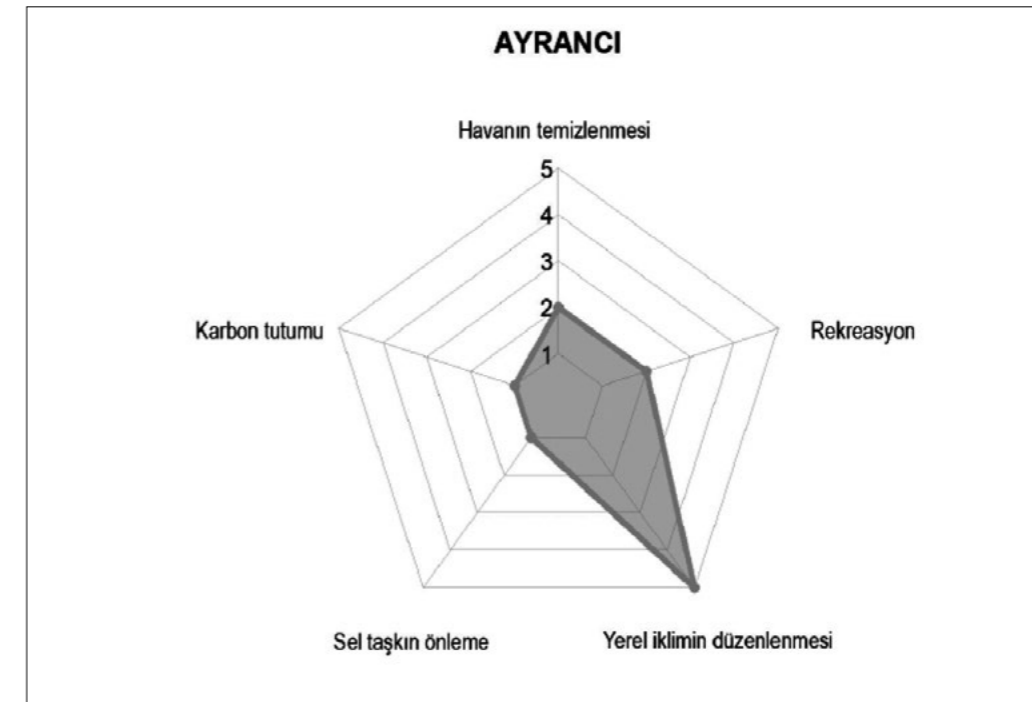 AYRANCI
Havanın temizlenmesi
5
4
3
2
1
Karbon tutumu
Rekreasyon
Sel taşkın önleme
Yerel iklimin düzenlenmesi